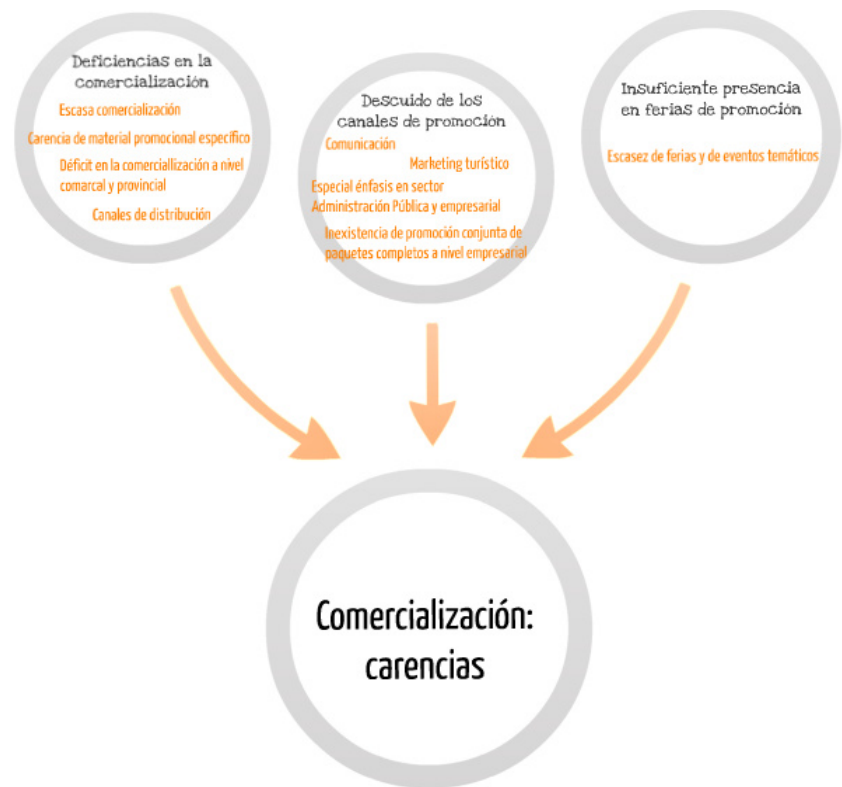 Deficiencias en la
comercialización
Escasa comercialización
Carencia de material promocional específico
Déficit en la comerciallización a nivel
comarcal y provincial
Canales de distribución
Descuido de los
canales de promoción
Comunicación
Marketing turístico
Especial énfasis en sector
Administración Pública y empresarial
Inexistencia de promoción conjunta de
paquetes completos a nivel empresarial
Insuficiente presencia
en ferias de promoción
Escasez de ferias y de eventos temáticos
Comercialización:
carencias